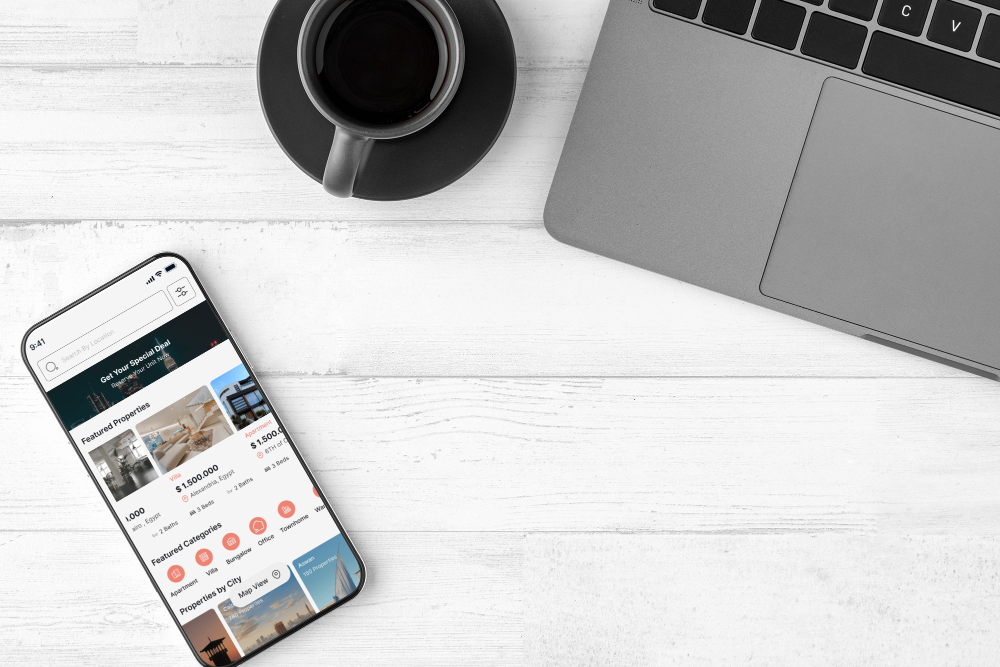 C
V
9:41
Search By Location
Get Your Special Deal
Reserve Your Unit Now
Featured Properties
Villa
Apartment
$ 1.500.000
$ 1.500.0
Alexandria, Egypt
6TH of O
2 Baths
3 Beds
2 Baths
3 Beds
Egypt
Featured Categories
Apartment
Villa
Bungalow
Office
Townhome
Properties by City
Map View
Aswan
150 Properties
Properties